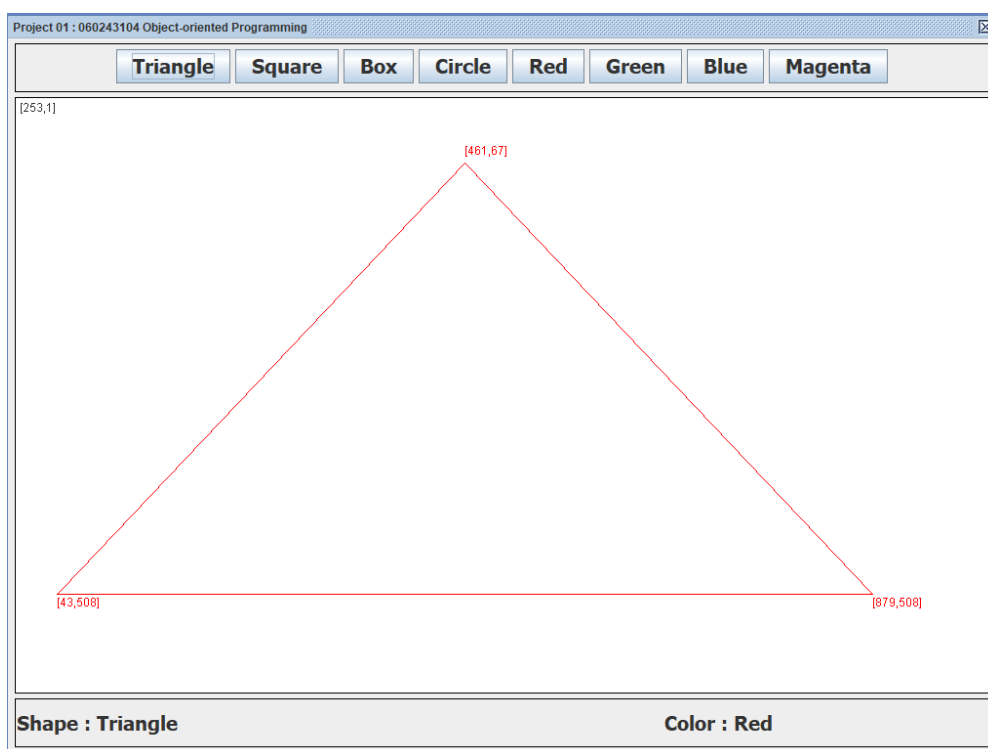 Project 01 : 060243104 Object-oriented Programming
Triangle Square Box Circle Red Green Blue Magenta
[253,1]
[461,67]
[43,508] [879,508]
Shape : Triangle Color : Red